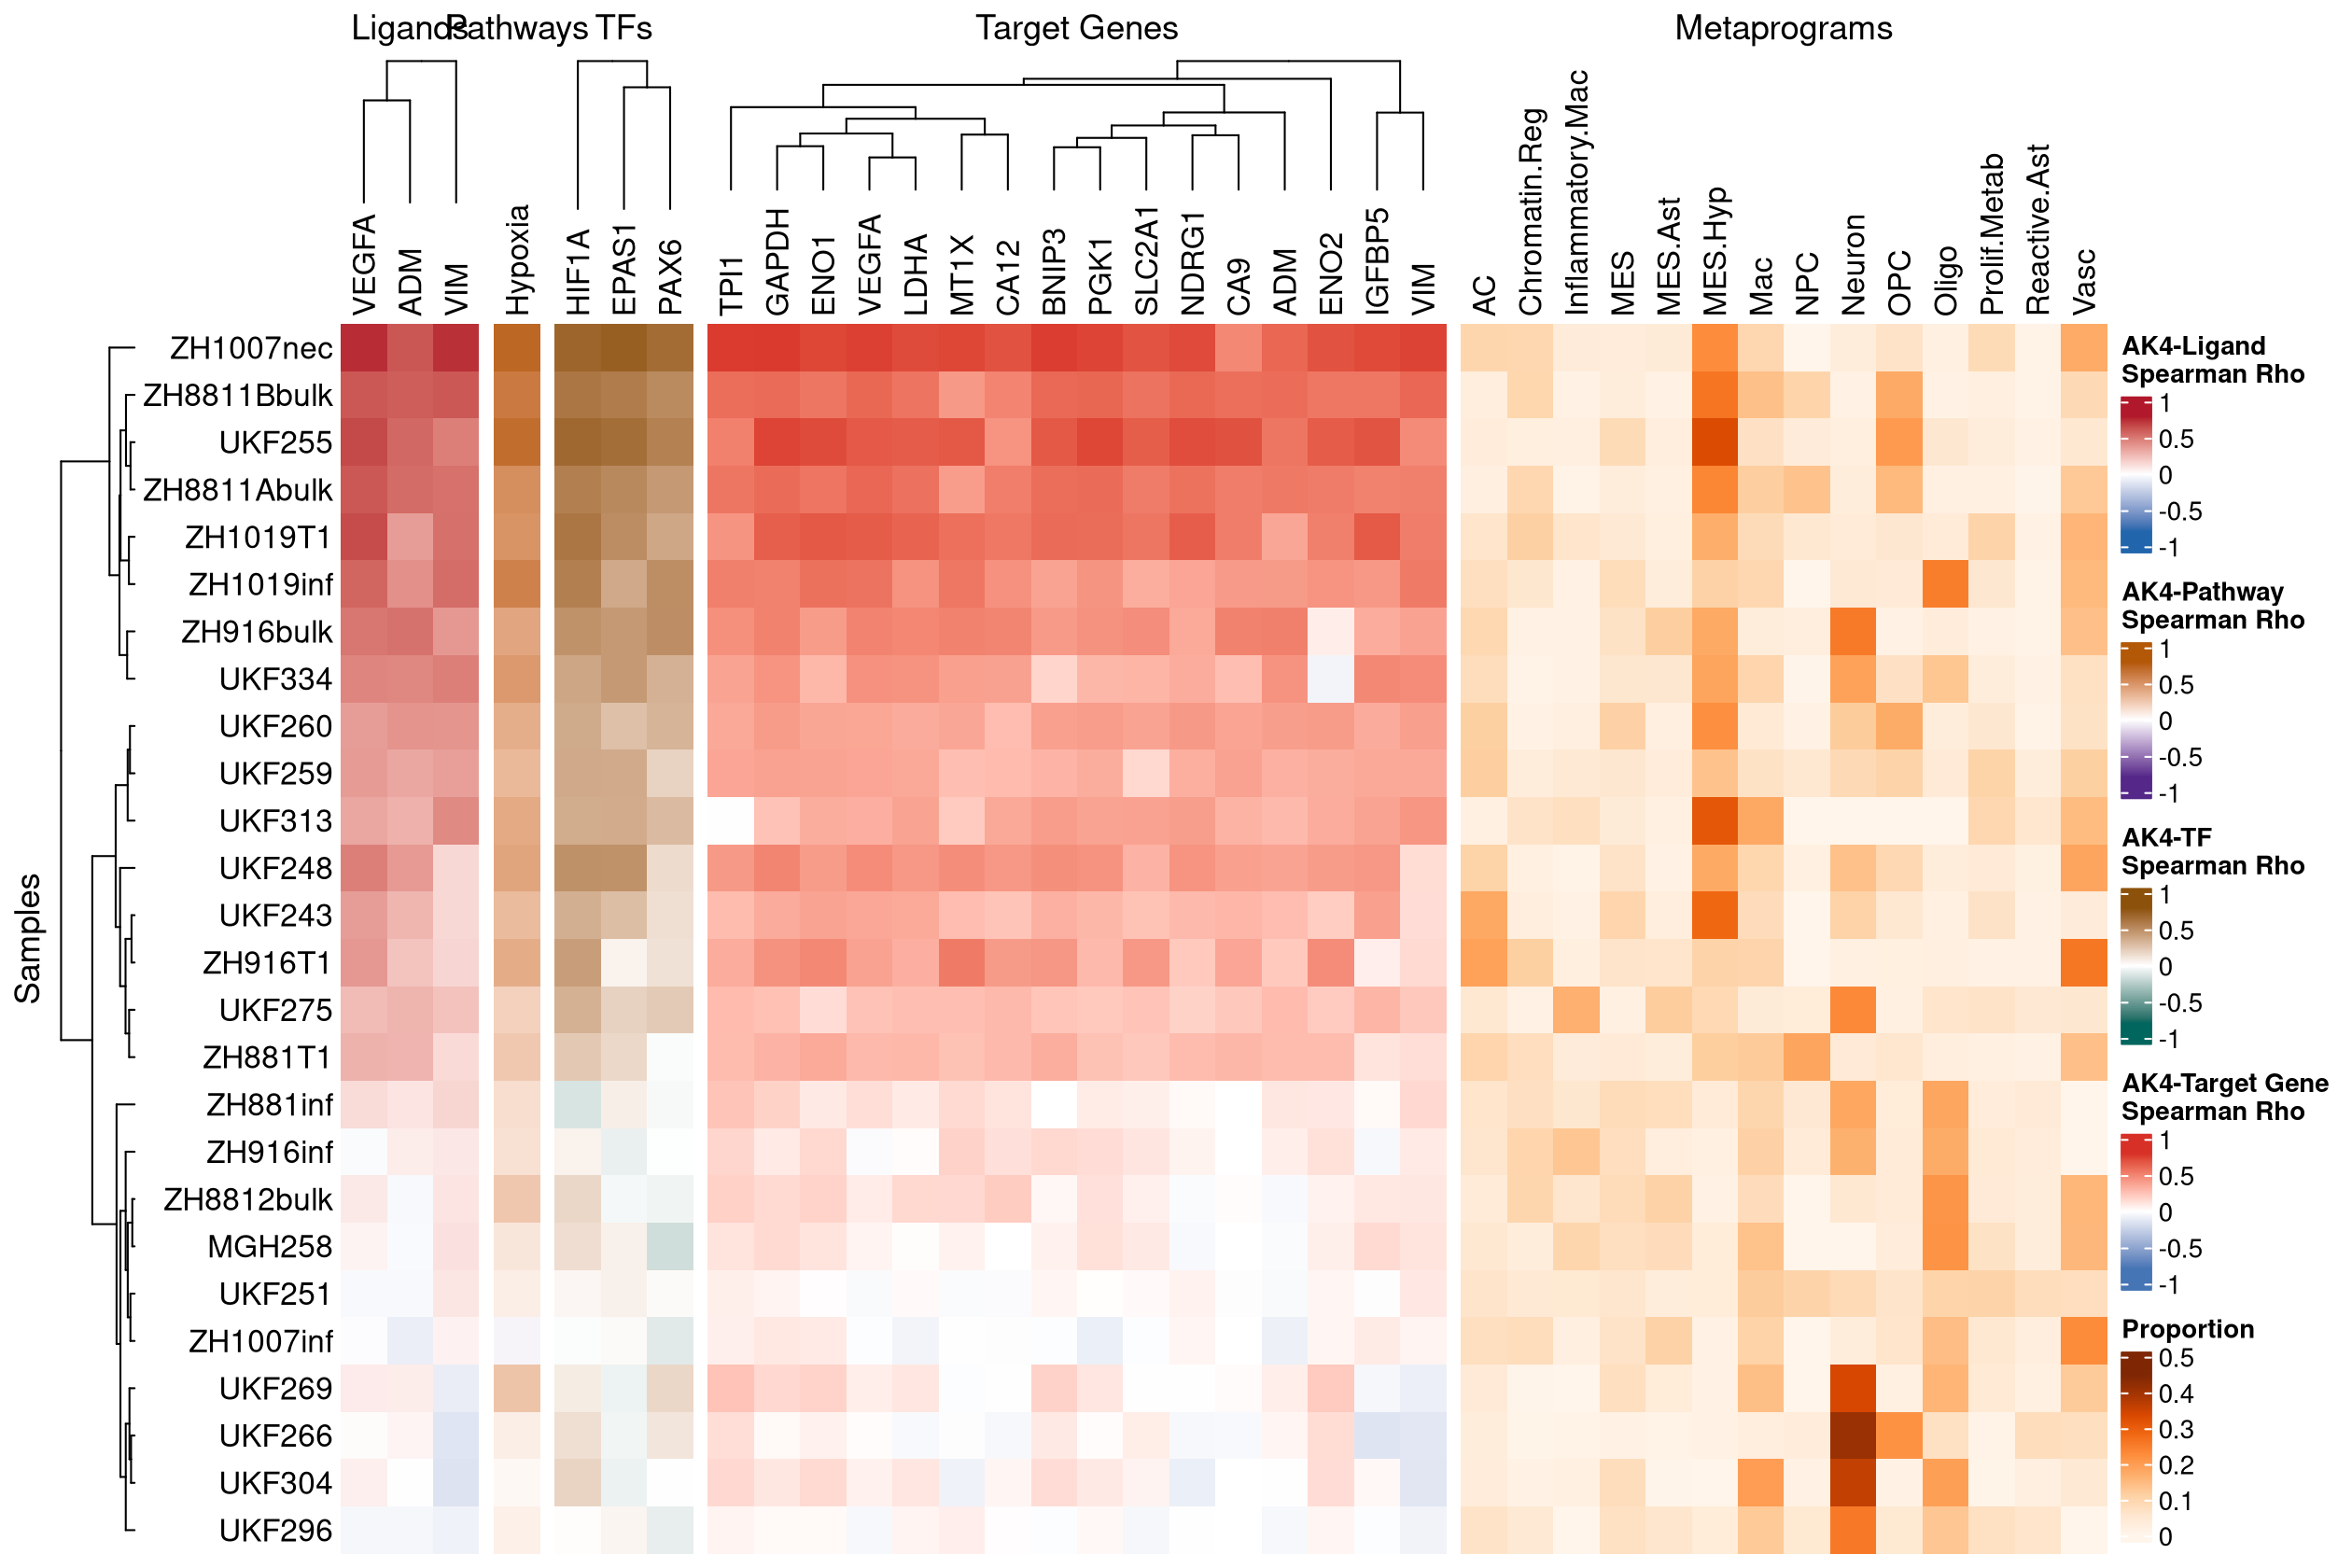 Ligands Pathways TFs Target Genes Metaprograms
VEGFA ADM VIM Hypoxia HIF1A EPAS1 PAX6 TPI1 GAPDH ENO1 VEGFA LDHA MT1X CA12 BNIP3 PGK1 SLC2A1 NDRG1 CA9 ADM ENO2 IGFBP5 VIM AC Chromatin.Reg Inflammatory.Mac MES MES.Ast MES.Hyp Mac NPC Neuron OPC Oligo Prolif.Metab Reactive.Ast Vasc
Samples
ZH1007nec
ZH8811Bbulk
UKF255
ZH8811Abulk
ZH1019T1
ZH1019inf
ZH916bulk
UKF334
UKF260
UKF259
UKF313
UKF248
UKF243
ZH916T1
UKF275
ZH881T1
ZH881inf
ZH916inf
ZH8812bulk
MGH258
UKF251
ZH1007inf
UKF269
UKF266
UKF304
UKF296
AK4-Ligand
Spearman Rho
1
0.5
0
-0.5
-1
AK4-Pathway
Spearman Rho
1
0.5
0
-0.5
-1
AK4-TF
Spearman Rho
1
0.5
0
-0.5
-1
AK4-Target Gene
Spearman Rho
1
0.5
0
-0.5
-1
Proportion
0.5
0.4
0.3
0.2
0.1
0